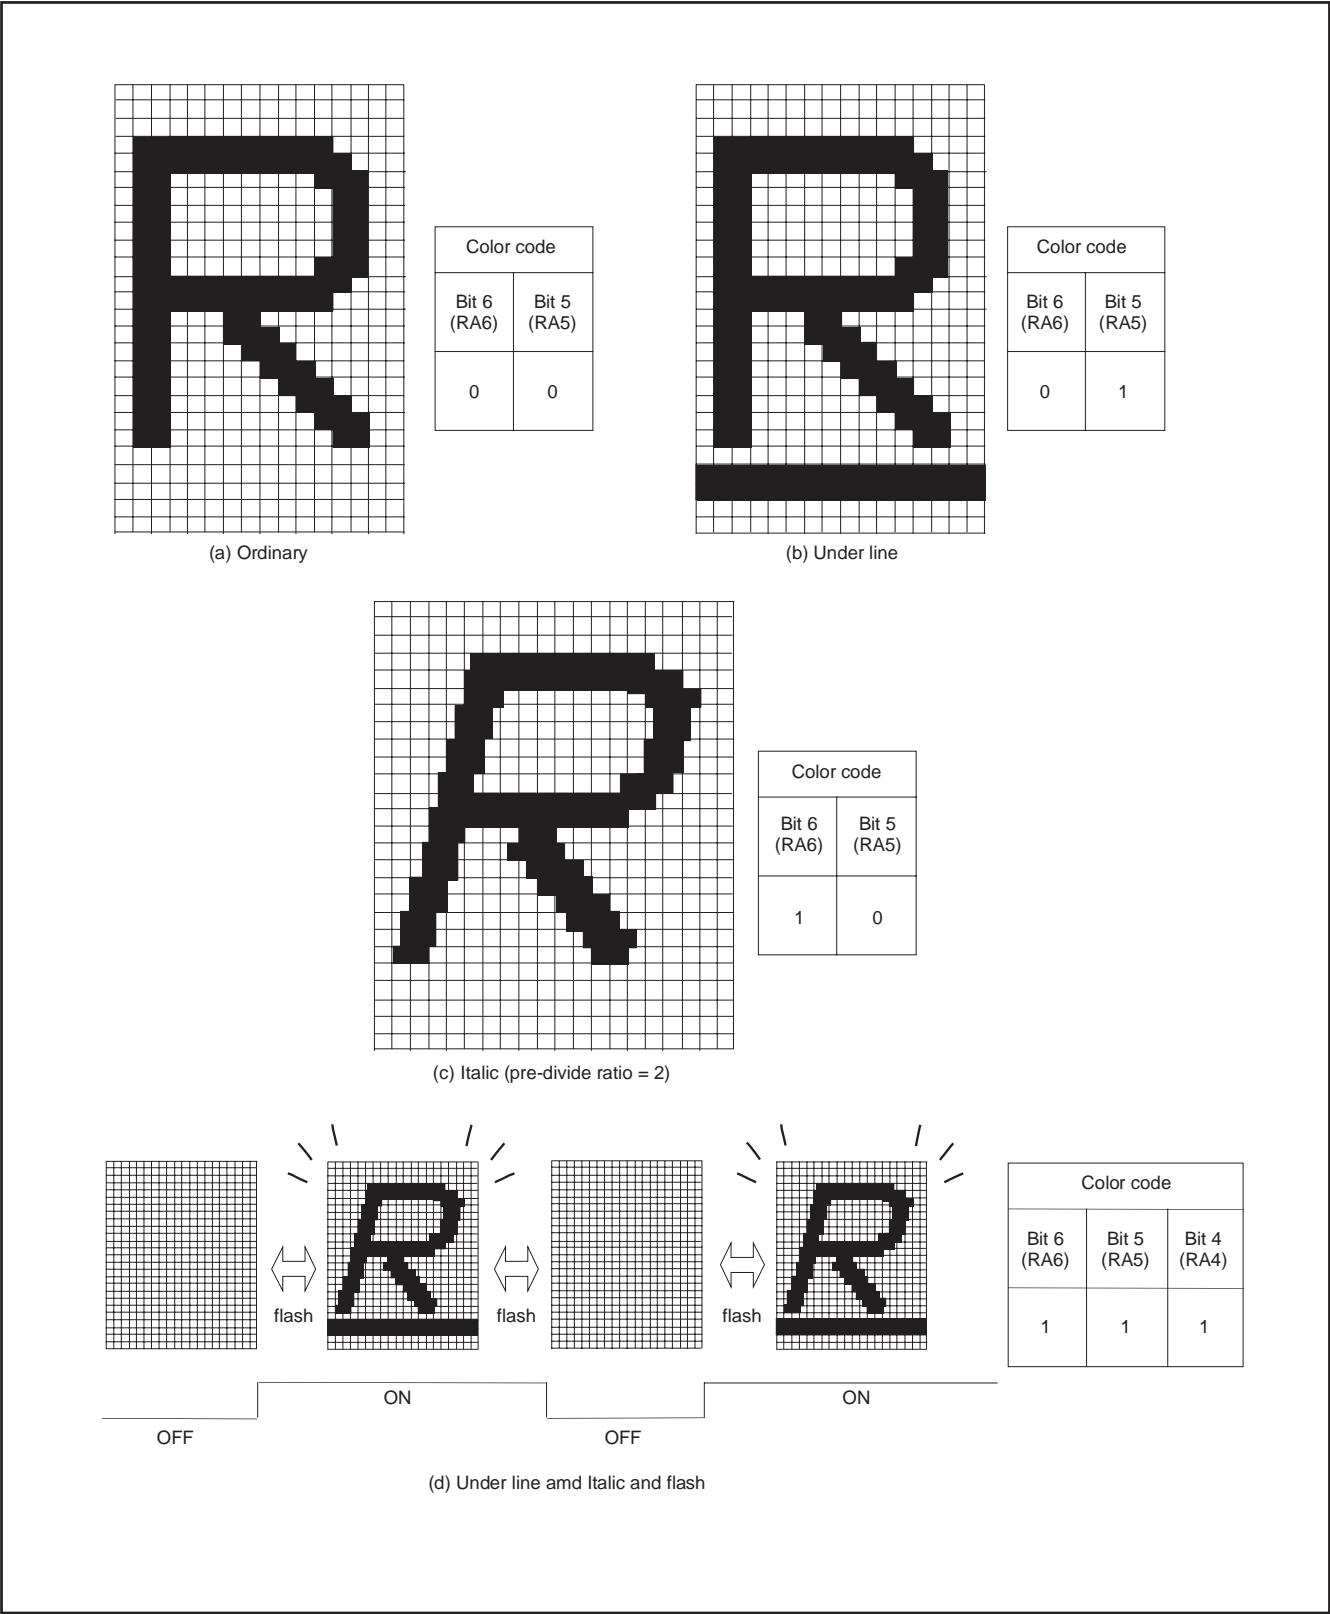 Color code
Bit 6 Bit 5
(RA6) (RA5)
0 0
(a) Ordinary
Color code
Bit 6 Bit 5
(RA6) (RA5)
0 1
(b) Under line
Color code
Bit 6 Bit 5
(RA6) (RA5)
1 0
(c) Italic (pre-divide ratio = 2)
flash flash flash
Color code
Bit 6 Bit 5 Bit 4
(RA6) (RA5) (RA4)
1 1 1
ON ON
OFF OFF
(d) Under line amd Italic and flash